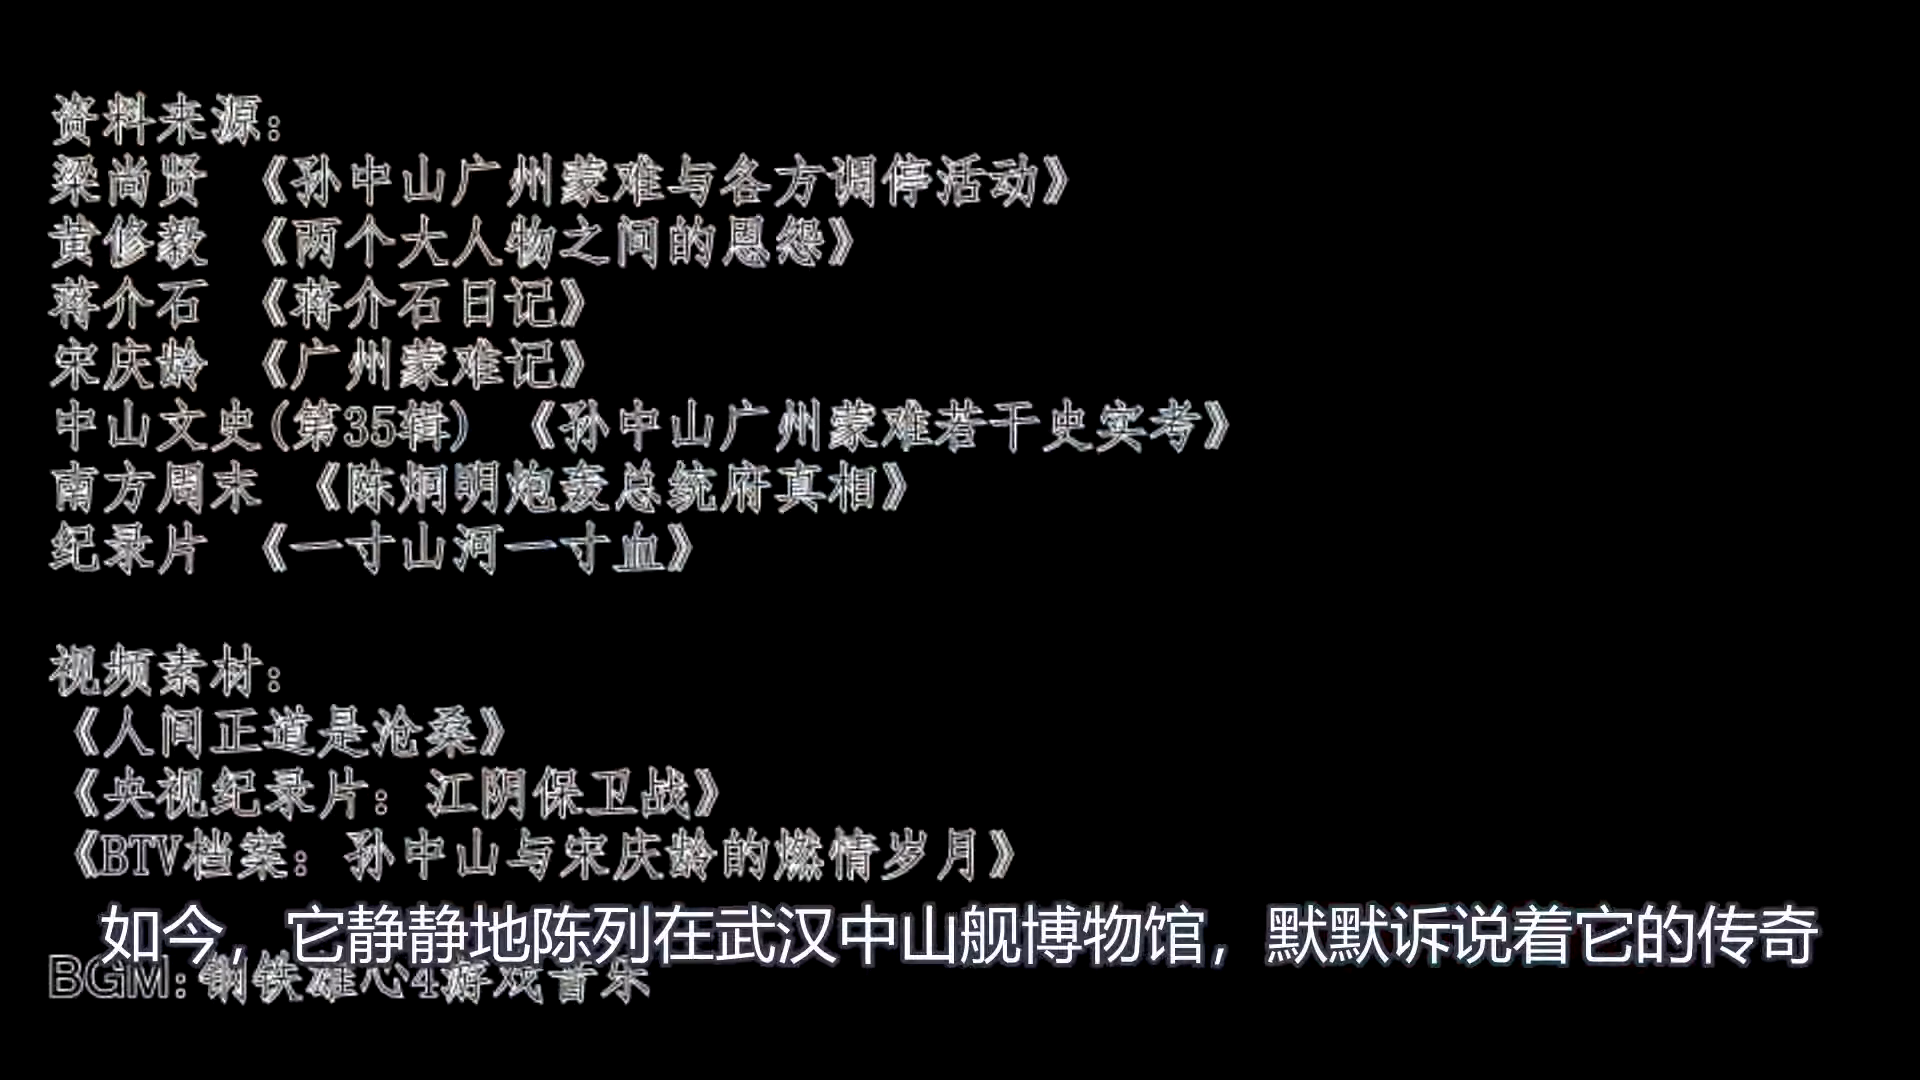 资料来源：
梁尚贤 《孙中山广州蒙难与各方调停活动》
黄修毅 《两个大人物之间的恩怨》
蒋介石 《蒋介石日记》
宋庆龄 《广州蒙难记》
中山文史(第35辑) 《孙中山广州蒙难若干史实考》
南方周末 《陈炯明炮轰总统府真相》
纪录片 《一寸山河一寸血》
视频素材：
《人间正道是沧桑》
《央视纪录片：江阴保卫战》
《BTV档案：孙中山与宋庆龄的燃情岁月》
如今，它静静地陈列在武汉中山舰博物馆，默默诉说着它的传奇
BGM:钢铁雄心4游戏音乐